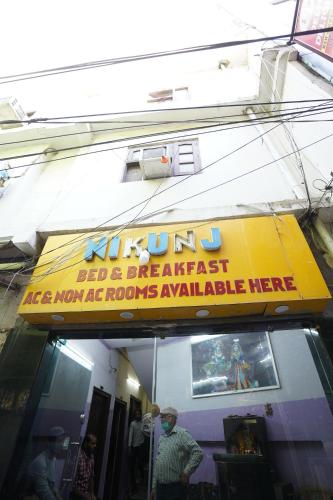 NIKUNJ
BED & BREAKFAST
AC & NON AC ROOMS AVAILABLE HERE